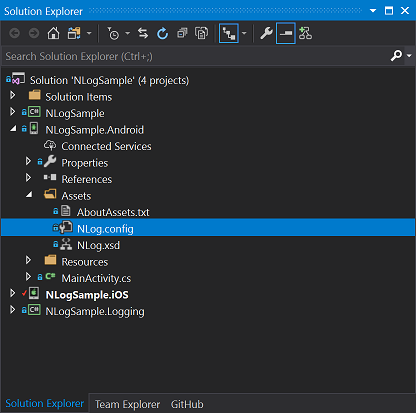 Solution Explorer
Search Solution Explorer (Ctrl+;)
Solution 'NLogSample' (4 projects)
Solution Items
NLogSample
NLogSample.Android
Connected Services
Properties
References
Assets
AboutAssets.txt
NLog.config
NLog.xsd
Resources
MainActivity.cs
NLogSample.iOS
NLogSample.Logging
Solution Explorer Team Explorer GitHub